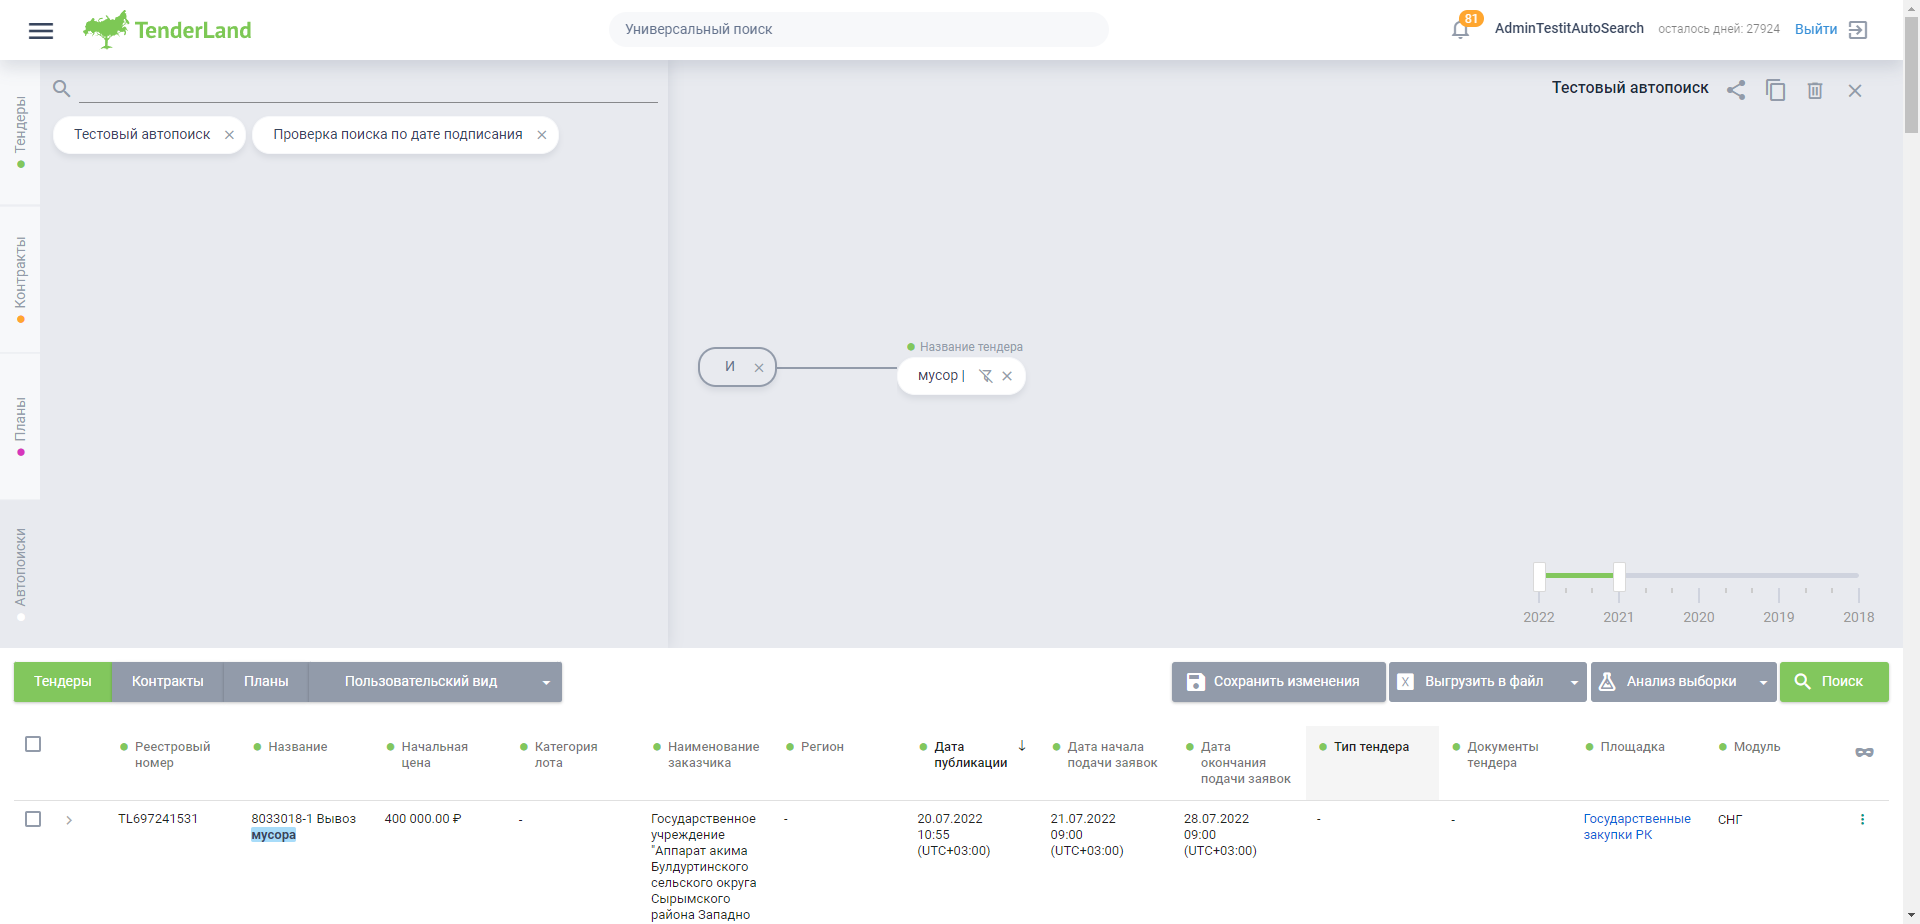 TenderLand
Универсальный поиск
81
AdminTestitAutoSearch
осталось дней: 27924
Выйти
Тендеры
Контракты
Планы
Автопоиски
Тестовый автопоиск
Проверка поиска по дате подписания
Тестовый автопоиск
И
Название тендера
мусор |
2022
2021
2020
2019
2018
Тендеры
Контракты
Планы
Пользовательский вид
Сохранить изменения
X
Выгрузить в файл
Анализ выборки
Поиск
Реестровый
номер
Название
Начальная
цена
Категория
лота
Наименование
заказчика
Регион
Дата
публикации
Дата начала
подачи заявок
Дата
окончания
подачи заявок
Тип тендера
Документы
тендера
Площадка
Модуль
TL697241531
8033018-1 Вывоз
мусора
400 000.00 ₽
-
Государственное
учреждение
"Аппарат акима
Булдуртинского
сельского округа
Сырымского
района Западно
-
20.07.2022
10:55
(UTC+03:00)
21.07.2022
09:00
(UTC+03:00)
28.07.2022
09:00
(UTC+03:00)
-
-
Государственные
закупки РК
СНГ